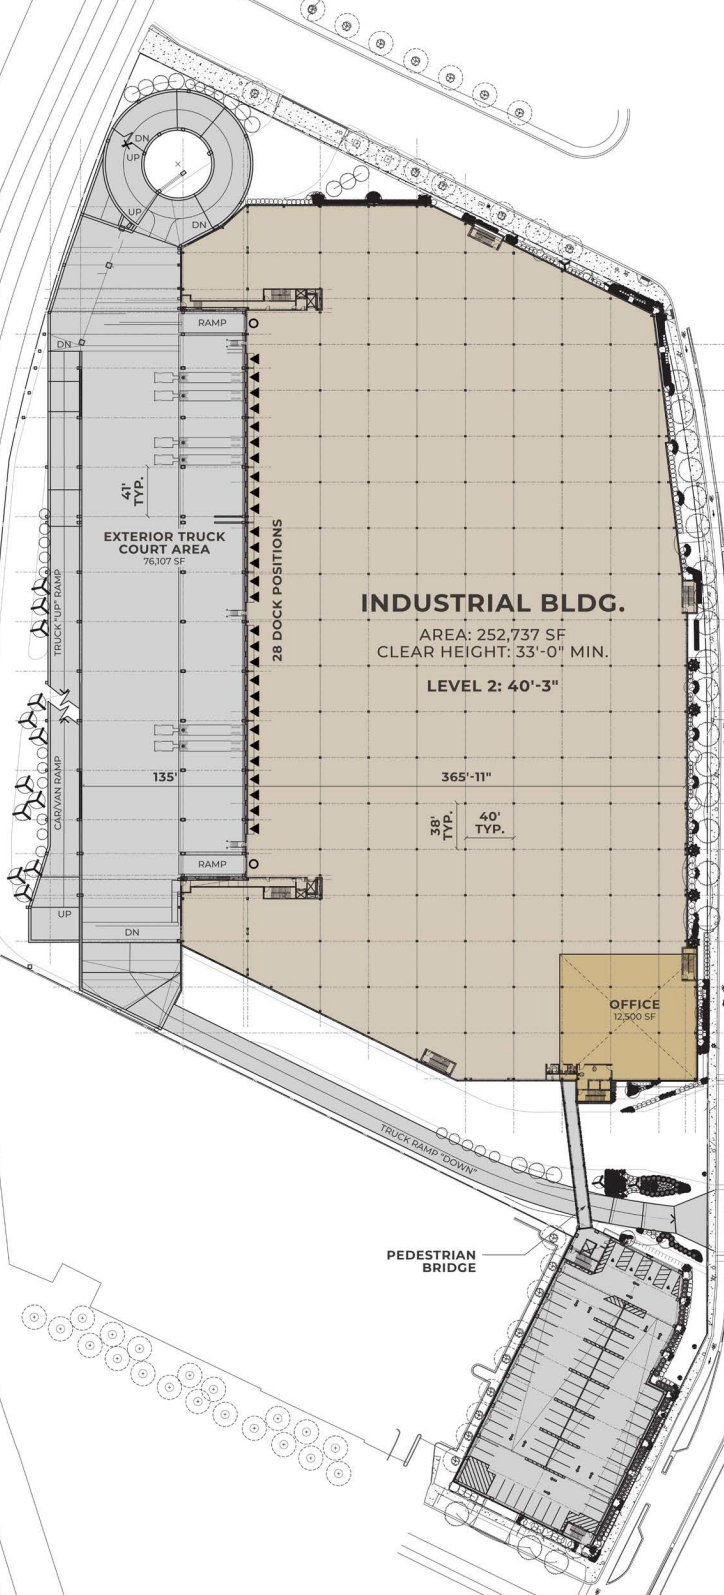 DN
UP
UP
DN
RAMP
DN
41'
TYP.
EXTERIOR TRUCK
COURT AREA
76,107 SF
28 DOCK POSITIONS
TRUCK "UP" RAMP
INDUSTRIAL BLDG.
AREA: 252,737 SF
CLEAR HEIGHT: 33'-0" MIN.
LEVEL 2: 40'-3"
135'
365'-11"
CAR/VAN RAMP
38'
TYP.
40'
TYP.
RAMP
UP
DN
OFFICE
12,500 SF
TRUCK RAMP "DOWN"
PEDESTRIAN
BRIDGE